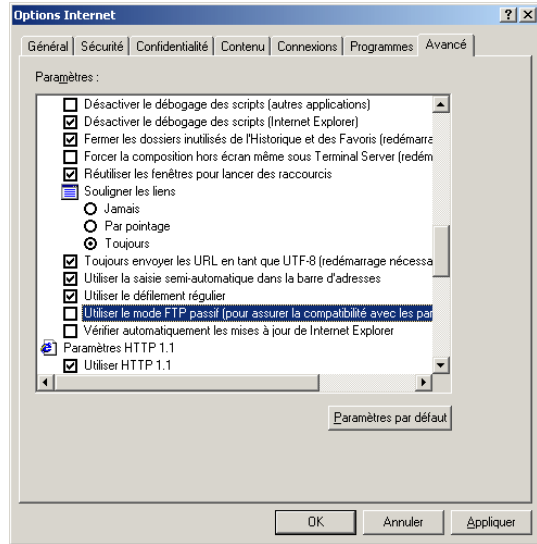 Options Internet
Général Sécurité Confidentialité Contenu Connexions Programmes Avancé
Paramètres :
Désactiver le débogage des scripts (autres applications)
Désactiver le débogage des scripts (Internet Explorer)
Fermer les dossiers inutilisés de l'Historique et des Favoris (redémarra
Forcer la composition hors écran même sous Terminal Server (redém
Réutiliser les fenêtres pour lancer des raccourcis
Souligner les liens
Jamais
Par pointage
Toujours
Toujours envoyer les URL en tant que UTF-8 (redémarrage nécessa
Utiliser la saisie semi-automatique dans la barre d'adresses
Utiliser le défilement régulier
Utiliser le mode FTP passif (pour assurer la compatibilité avec les par
Vérifier automatiquement les mises à jour de Internet Explorer
Paramètres HTTP 1.1
Utiliser HTTP 1.1
Paramètres par défaut
OK Annuler Appliquer